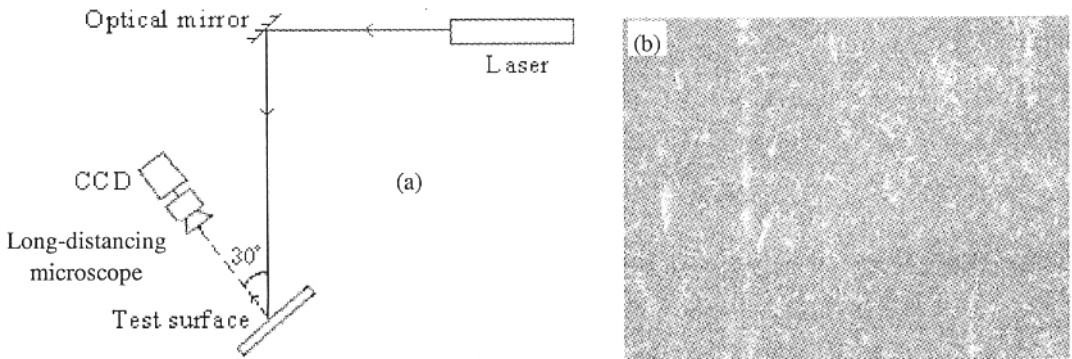 Optical mirror
Laser
(b)
CCD
(a)
Long-distancing
microscope
30°
Test surface